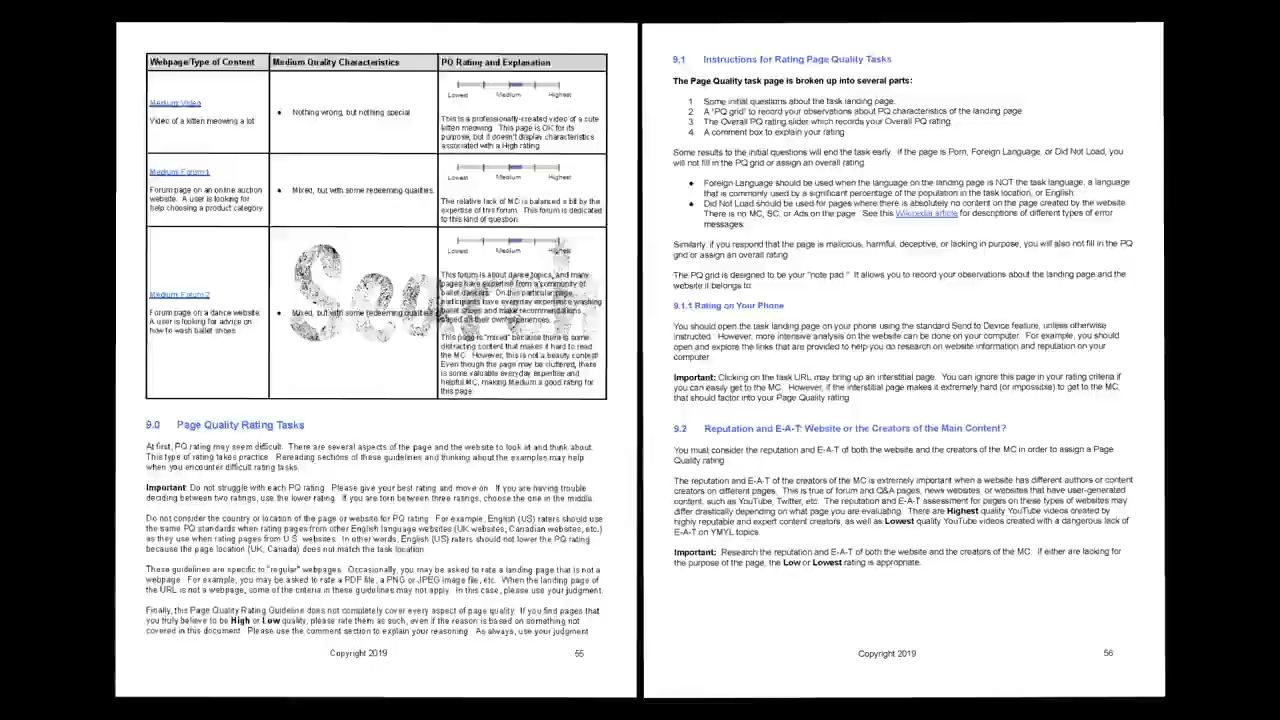 Webpage/Type of Content
Medium Quality Characteristics
PQ Rating and Explanation
Medium: Video
Video of a kitten meowing a lot
● Nothing wrong, but nothing special
Lowest Medium Highest
This is a professionally-created video of a cute
kitten meowing. This page is OK for its
purpose, but it doesn't display characteristics
associated with a High rating.
Medium: Forum 1
Forum page on an online auction
website. A user is looking for
help choosing a product category.
● Mixed, but with some redeeming qualities.
Lowest Medium Highest
The relative lack of MC is balanced a bit by the
expertise of this forum. This forum is dedicated
to this kind of question.
Medium: Forum 2
Forum page on a dance website.
A user is looking for advice on
how to wash ballet shoes.
● Mixed, but with some redeeming qualities.
Lowest Medium Highest
This forum is about dance topics, and many
pages have expertise from a community of
ballet dancers. On this particular page,
participants have everyday experience washing
ballet shoes and make recommendations
based on their own experiences.
This page is "mixed" because there is some
distracting content that makes it hard to read
the MC. However, this is not a beauty contest!
Even though the page may be cluttered, there
is some valuable everyday expertise and
helpful MC, making Medium a good rating for
this page.
Search
9.0 Page Quality Rating Tasks
At first, PQ rating may seem difficult. There are several aspects of the page and the website to look at and think about.
This type of rating takes practice. Rereading sections of these guidelines and thinking about the examples may help
when you encounter difficult rating tasks.
Important: Do not struggle with each PQ rating. Please give your best rating and move on. If you are having trouble
deciding between two ratings, use the lower rating. If you are torn between three ratings, choose the one in the middle.
Do not consider the country or location of the page or website for PQ rating. For example, English (US) raters should use
the same PQ standards when rating pages from other English language websites (UK websites, Canadian websites, etc.)
as they use when rating pages from U.S. websites. In other words, English (US) raters should not lower the PQ rating
because the page location (UK, Canada) does not match the task location.
These guidelines are specific to "regular" webpages. Occasionally, you may be asked to rate a landing page that is not a
webpage. For example, you may be asked to rate a PDF file, a PNG or JPEG image file, etc. When the landing page of
the URL is not a webpage, some of the criteria in these guidelines may not apply. In this case, please use your judgment.
Finally, this Page Quality Rating Guideline does not completely cover every aspect of page quality. If you find pages that
you truly believe to be High or Low quality, please rate them as such, even if the reason is based on something not
covered in this document. Please use the comment section to explain your reasoning. As always, use your judgment
Copyright 2019 55
9.1 Instructions for Rating Page Quality Tasks
The Page Quality task page is broken up into several parts:
1. Some initial questions about the task landing page.
2. A "PQ grid" to record your observations about PQ characteristics of the landing page.
3. The Overall PQ rating slider which records your Overall PQ rating.
4. A comment box to explain your rating.
Some results to the initial questions will end the task early. If the page is Porn, Foreign Language, or Did Not Load, you
will not fill in the PQ grid or assign an overall rating.
● Foreign Language should be used when the language on the landing page is NOT the task language, a language
that is commonly used by a significant percentage of the population in the task location, or English.
● Did Not Load should be used for pages where there is absolutely no content on the page created by the website.
There is no MC, SC, or Ads on the page. See this Wikipedia article for descriptions of different types of error
messages.
Similarly, if you respond that the page is malicious, harmful, deceptive, or lacking in purpose, you will also not fill in the PQ
grid or assign an overall rating.
The PQ grid is designed to be your "note pad." It allows you to record your observations about the landing page and the
website it belongs to.
9.1.1 Rating on Your Phone
You should open the task landing page on your phone using the standard Send to Device feature, unless otherwise
instructed. However, more intensive analysis on the website can be done on your computer. For example, you should
open and explore the links that are provided to help you do research on website information and reputation on your
computer.
Important: Clicking on the task URL may bring up an interstitial page. You can ignore this page in your rating criteria if
you can easily get to the MC. However, if the interstitial page makes it extremely hard (or impossible) to get to the MC,
that should factor into your Page Quality rating.
9.2 Reputation and E-A-T: Website or the Creators of the Main Content?
You must consider the reputation and E-A-T of both the website and the creators of the MC in order to assign a Page
Quality rating.
The reputation and E-A-T of the creators of the MC is extremely important when a website has different authors or content
creators on different pages. This is true of forum and Q&A pages, news websites, or websites that have user-generated
content, such as YouTube, Twitter, etc. The reputation and E-A-T assessment for pages on these types of websites may
differ drastically depending on what page you are evaluating. There are Highest quality YouTube videos created by
highly reputable and expert content creators, as well as Lowest quality YouTube videos created with a dangerous lack of
E-A-T on YMYL topics.
Important: Research the reputation and E-A-T of both the website and the creators of the MC. If either are lacking for
the purpose of the page, the Low or Lowest rating is appropriate.
Copyright 2019 56